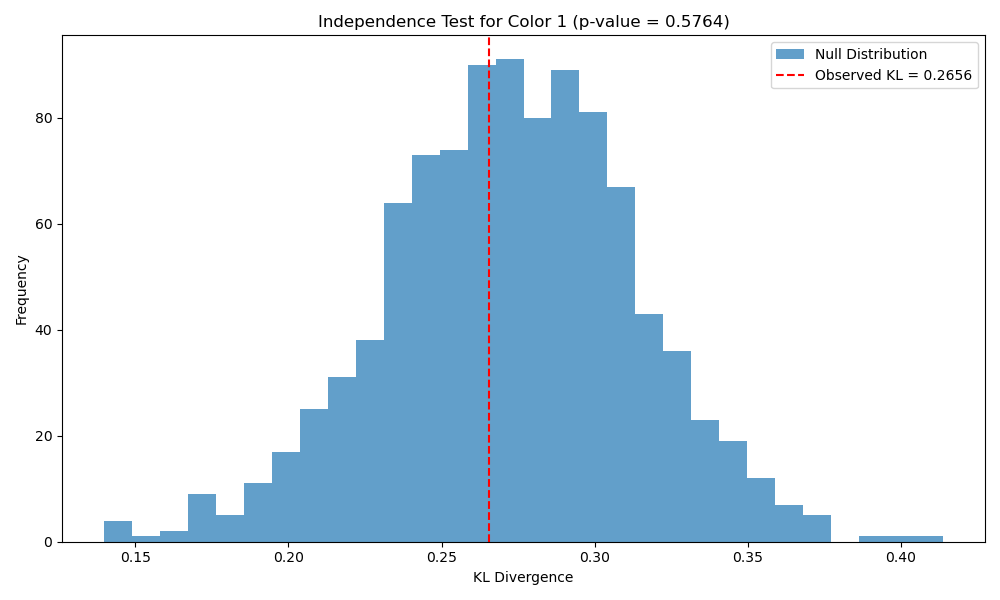 Independence Test for Color 1 (p-value = 0.5764)
Null Distribution
Observed KL = 0.2656
80
60
40
20
0
Frequency
0.15 0.20 0.25 0.30 0.35 0.40
KL Divergence